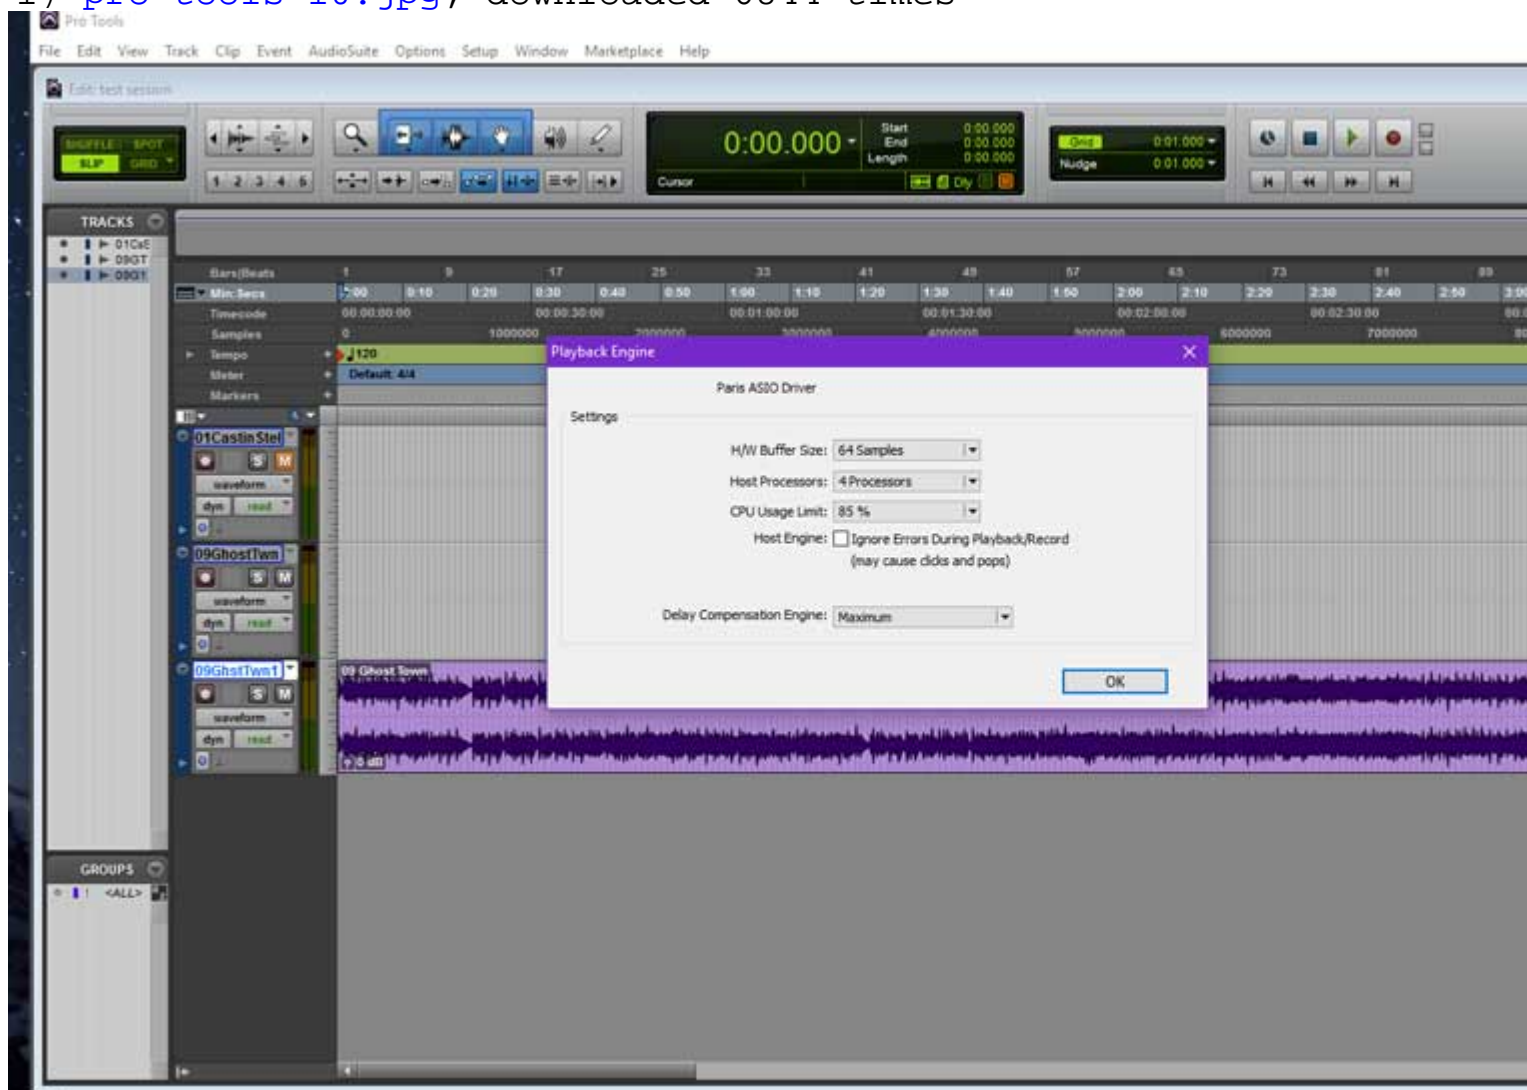 Pro Tools
File Edit View Track Clip Event AudioSuite Options Setup Window Marketplace Help
Edit: test session
SHUFFLE SPOT
SLIP GRID
1 2 3 4 5
0:00.000
Start 0:00.000
End 0:00.000
Length 0:00.000
Cursor
Dly
Grid 0:01.000
Nudge 0:01.000
TRACKS
01CsS
09GT
09GT
Bars|Beats 1 9 17 25 33 41 49 57 65 73 81 89
Min:Secs 0:00 0:10 0:20 0:30 0:40 0:50 1:00 1:10 1:20 1:30 1:40 1:50 2:00 2:10 2:20 2:30 2:40 2:50 3:00
Timecode 00:00:00:00 00:00:30:00 00:01:00:00 00:01:30:00 00:02:00:00 00:02:30:00
Samples 0 1000000 2000000 3000000 4000000 5000000 6000000 7000000
Tempo 120
Meter Default: 4/4
Markers
Playback Engine
Paris ASIO Driver
Settings
H/W Buffer Size: 64 Samples
Host Processors: 4 Processors
CPU Usage Limit: 85 %
Host Engine: Ignore Errors During Playback/Record
(may cause clicks and pops)
Delay Compensation Engine: Maximum
OK
01CastinStel
S M
waveform
dyn read
09GhostTwn
S M
waveform
dyn read
09GhstTwn1
S M
waveform
dyn read
09 Ghost Town
0 dB
GROUPS
! <ALL>